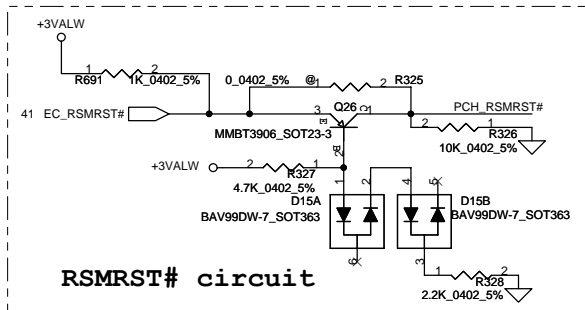 +3VALW
1 2
R691 1K_0402_5%
0_0402_5% @ 1 2 R325
41 EC_RSMRST#
3 E Q26 C 1
PCH_RSMRST#
MMBT3906_SOT23-3
B 2
2 1 R326
10K_0402_5%
+3VALW 2 1
R327
4.7K_0402_5%
1 2 4 5
D15A D15B
BAV99DW-7_SOT363 BAV99DW-7_SOT363
6 3
RSMRST# circuit
1 2
R328
2.2K_0402_5%